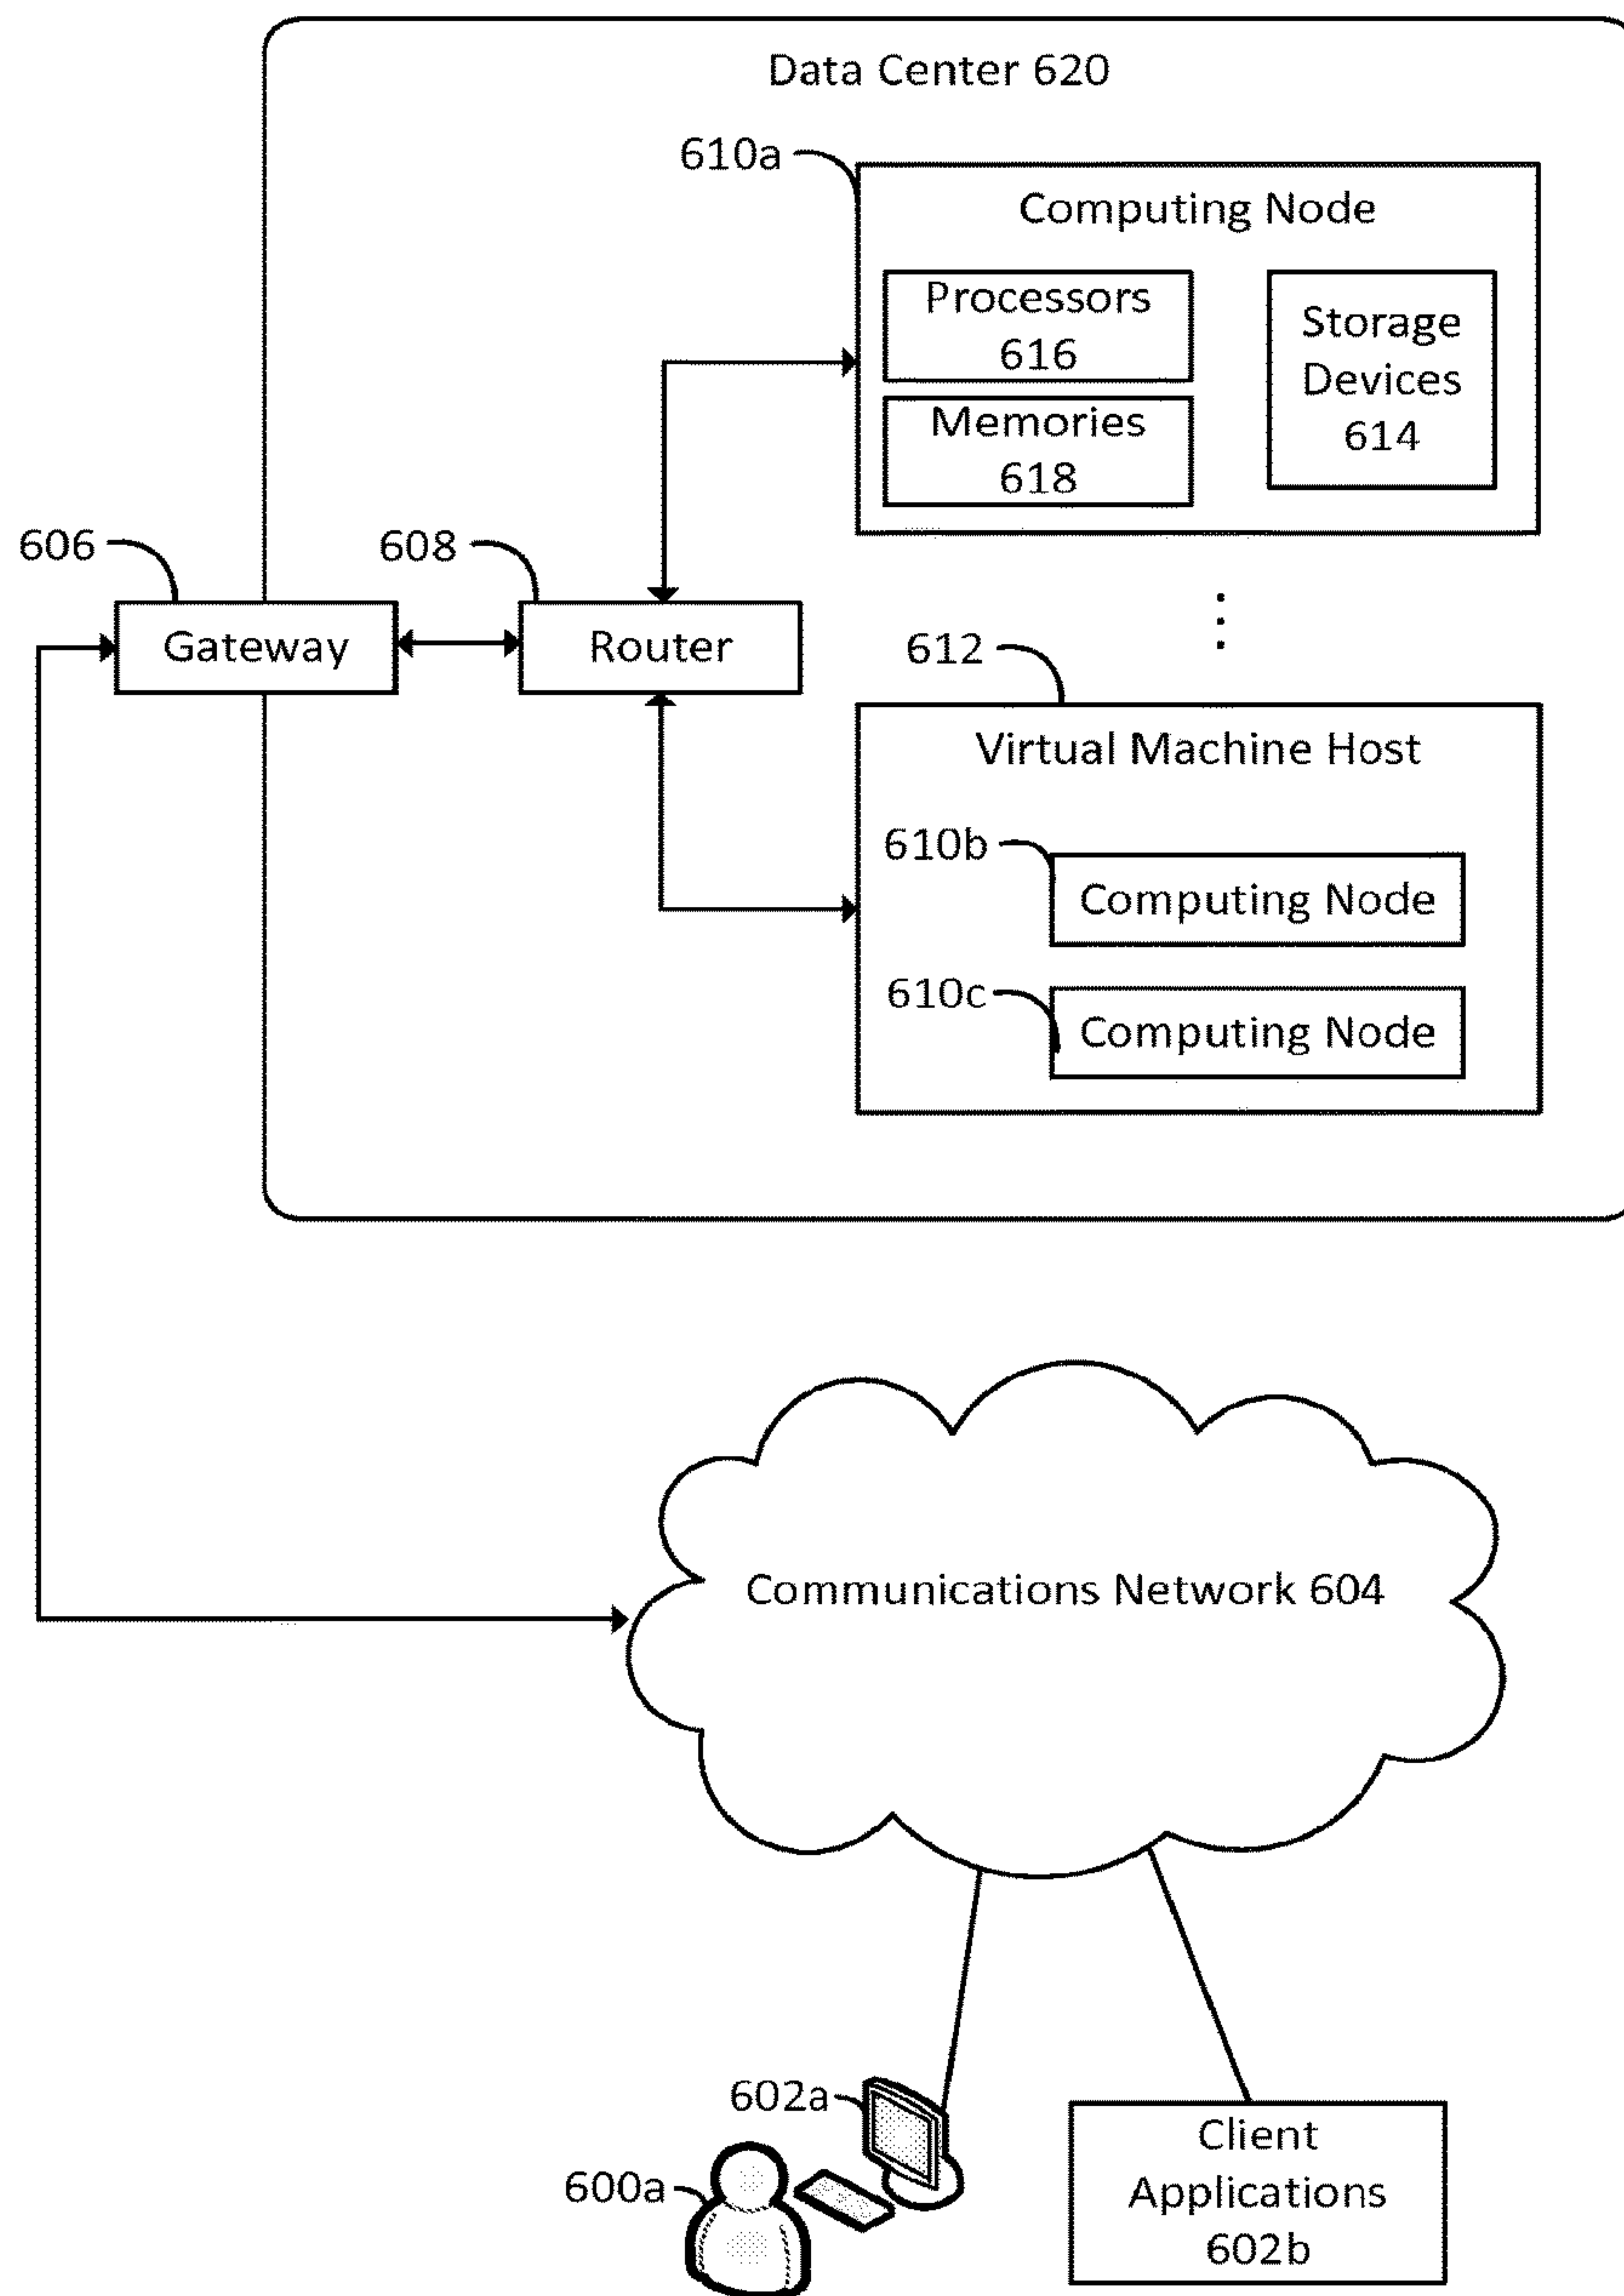 Data Center 620
610a
Computing Node
Processors
616
Storage
Devices
614
Memories
618
606
608
Gateway
Router
612
Virtual Machine Host
610b
Computing Node
610c
Computing Node
Communications Network 604
602a
600a
Client
Applications
602b